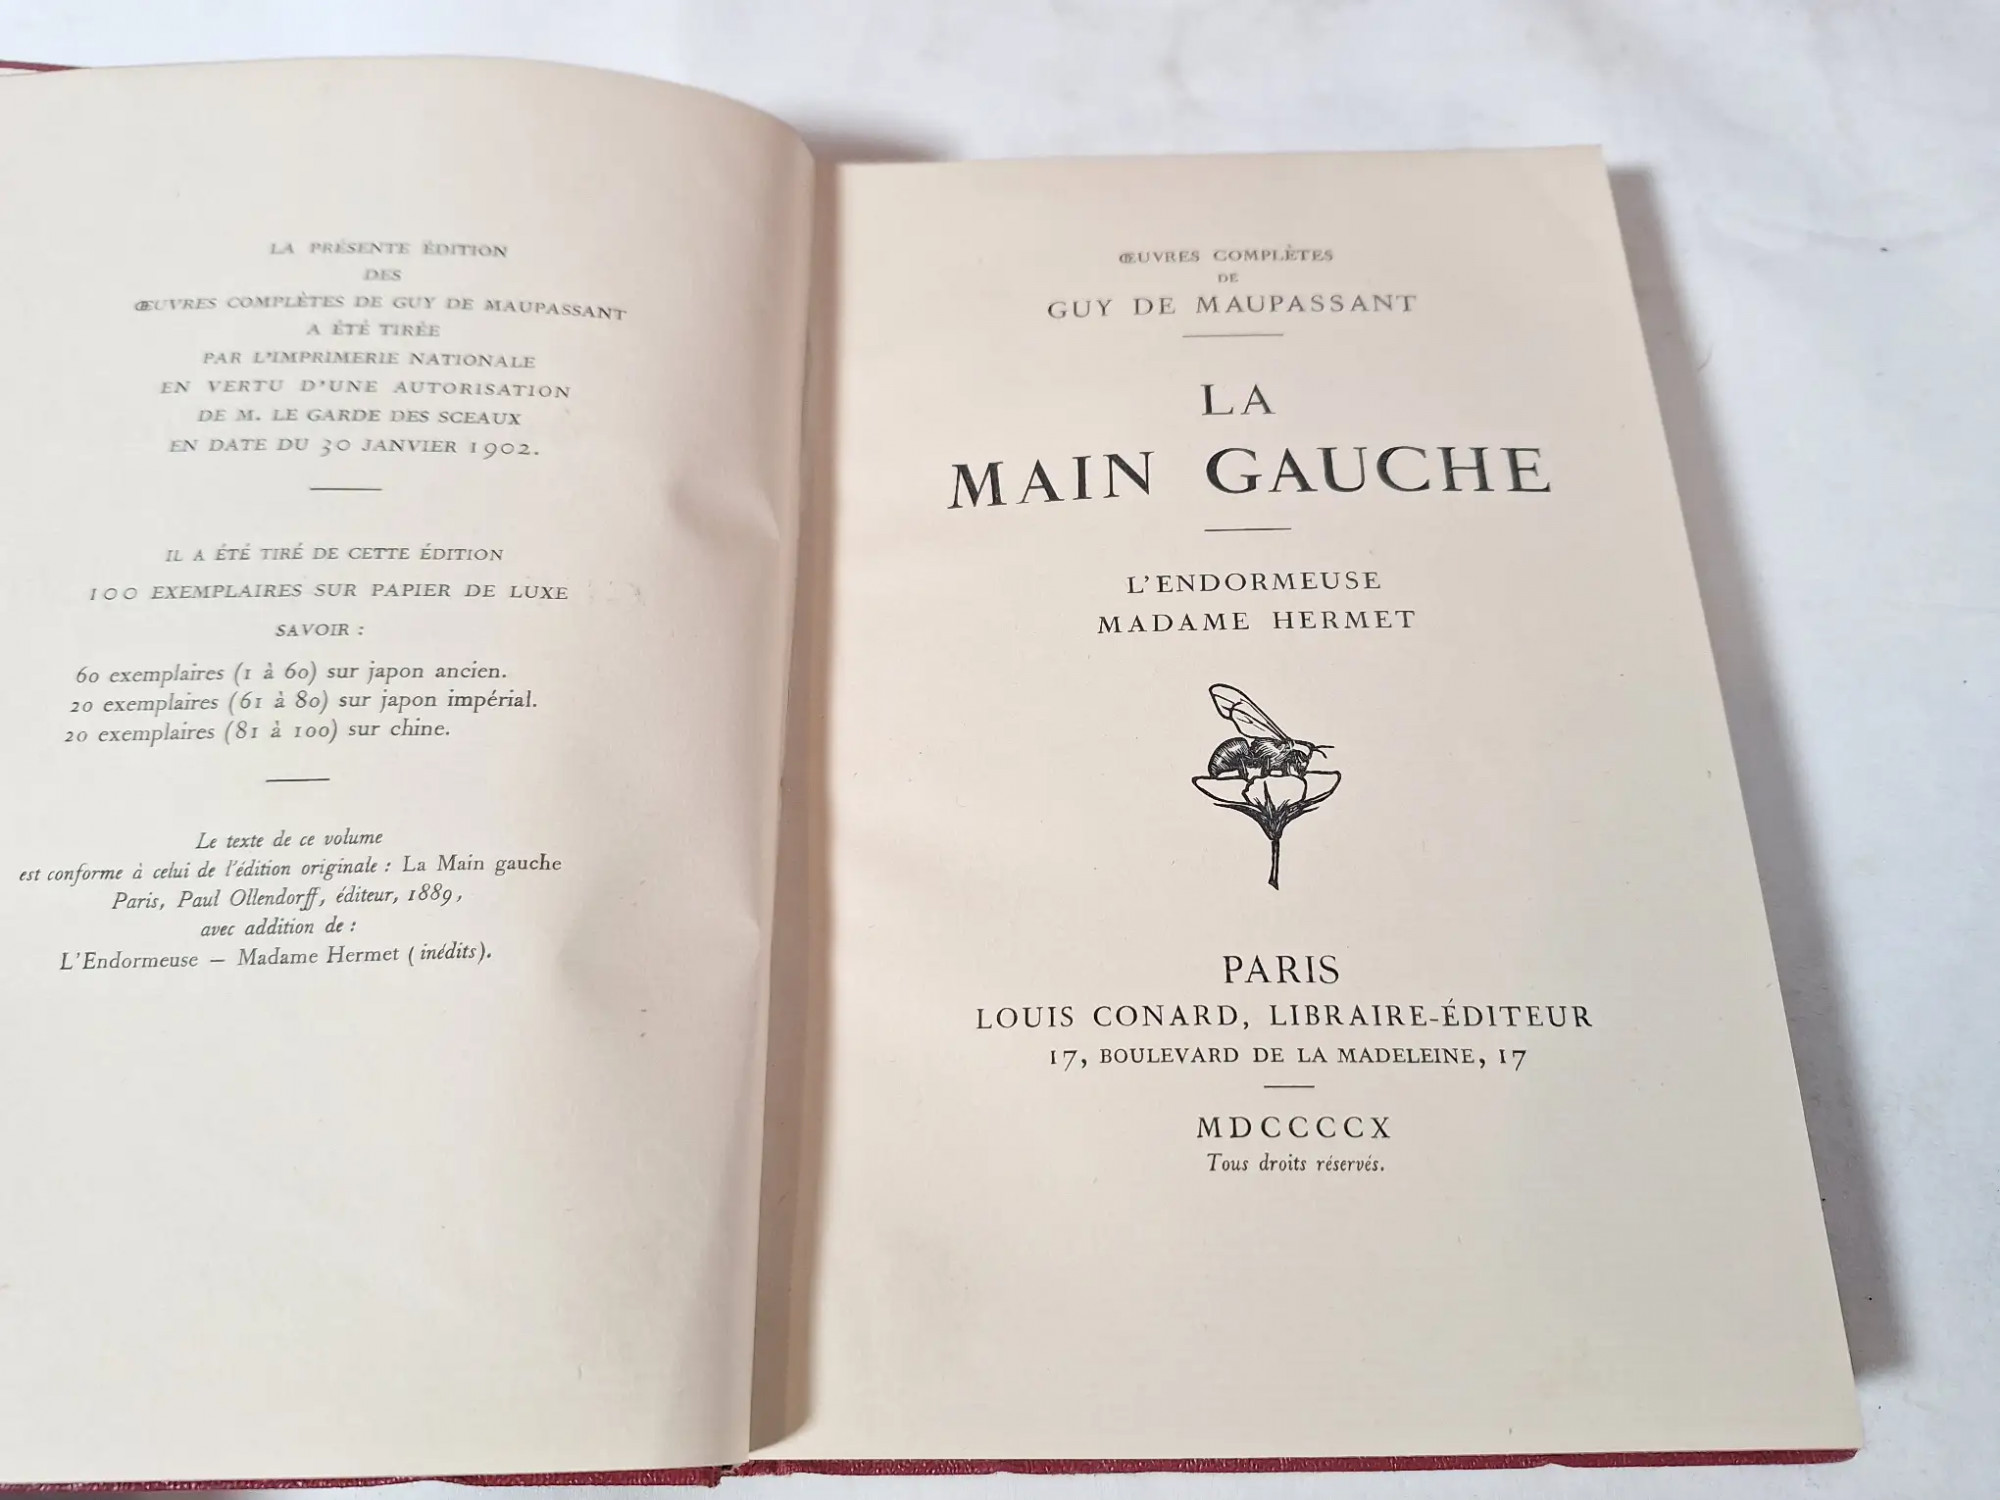 LA PRÉSENTE ÉDITION
DES
ŒUVRES COMPLÈTES DE GUY DE MAUPASSANT
A ÉTÉ TIRÉE
PAR L'IMPRIMERIE NATIONALE
EN VERTU D'UNE AUTORISATION
DE M. LE GARDE DES SCEAUX
EN DATE DU 30 JANVIER 1902.
IL A ÉTÉ TIRÉ DE CETTE ÉDITION
100 EXEMPLAIRES SUR PAPIER DE LUXE
SAVOIR :
60 exemplaires (1 à 60) sur japon ancien.
20 exemplaires (61 à 80) sur japon impérial.
20 exemplaires (81 à 100) sur chine.
Le texte de ce volume
est conforme à celui de l'édition originale : La Main gauche
Paris, Paul Ollendorff, éditeur, 1889,
avec addition de :
L'Endormeuse — Madame Hermet (inédits).
ŒUVRES COMPLÈTES
DE
GUY DE MAUPASSANT
LA
MAIN GAUCHE
L'ENDORMEUSE
MADAME HERMET
PARIS
LOUIS CONARD, LIBRAIRE-ÉDITEUR
17, BOULEVARD DE LA MADELEINE, 17
MDCCCCX
Tous droits réservés.